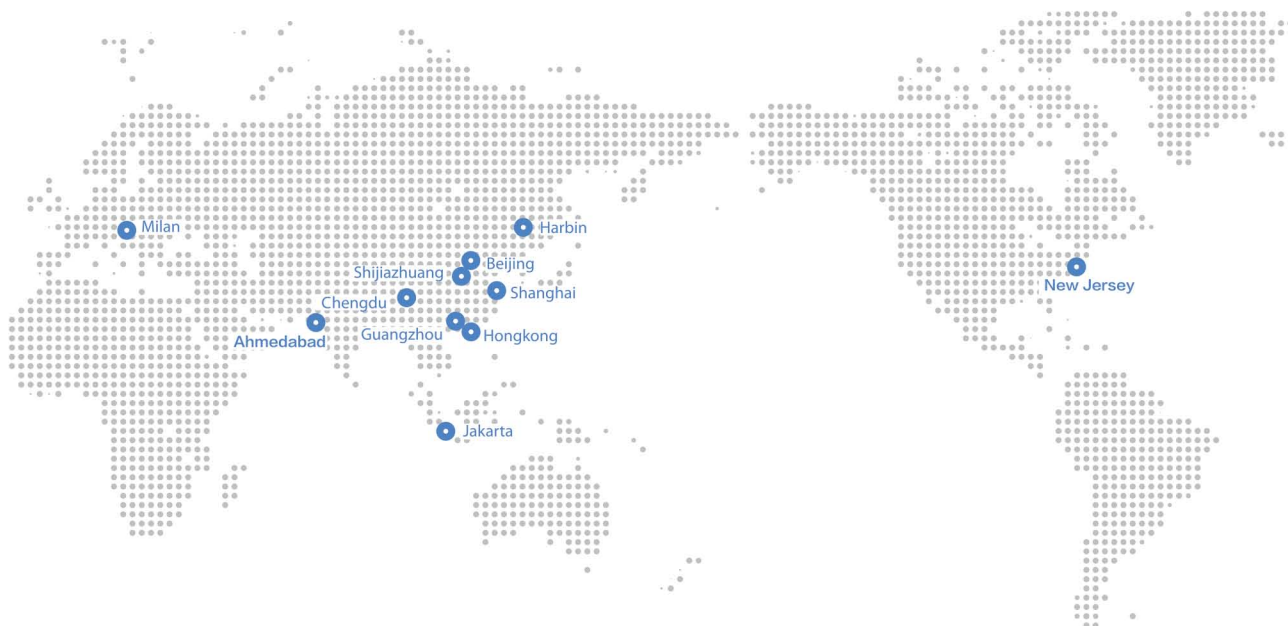 Milan
Harbin
Beijing
Shijiazhuang
New Jersey
Shanghai
Chengdu
Guangzhou
Hongkong
Ahmedabad
Jakarta